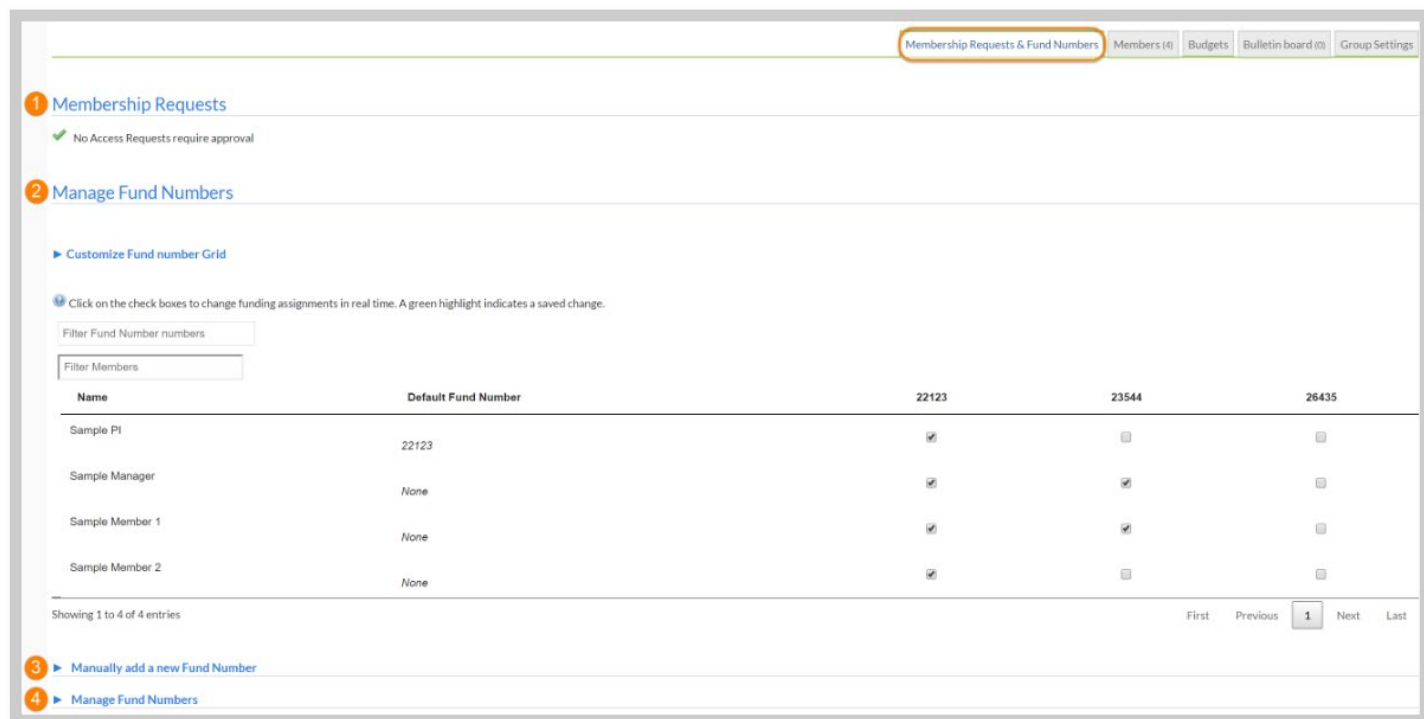 Membership Requests & Fund Numbers Members (4) Budgets Bulletin board (0) Group Settings
1 Membership Requests
No Access Requests require approval
2 Manage Fund Numbers
Customize Fund number Grid
Click on the check boxes to change funding assignments in real time. A green highlight indicates a saved change.
Filter Fund Number numbers
Filter Members
Name Default Fund Number 22123 23544 26435
Sample PI
22123
Sample Manager
None
Sample Member 1
None
Sample Member 2
None
Showing 1 to 4 of 4 entries First Previous 1 Next Last
3 Manually add a new Fund Number
4 Manage Fund Numbers